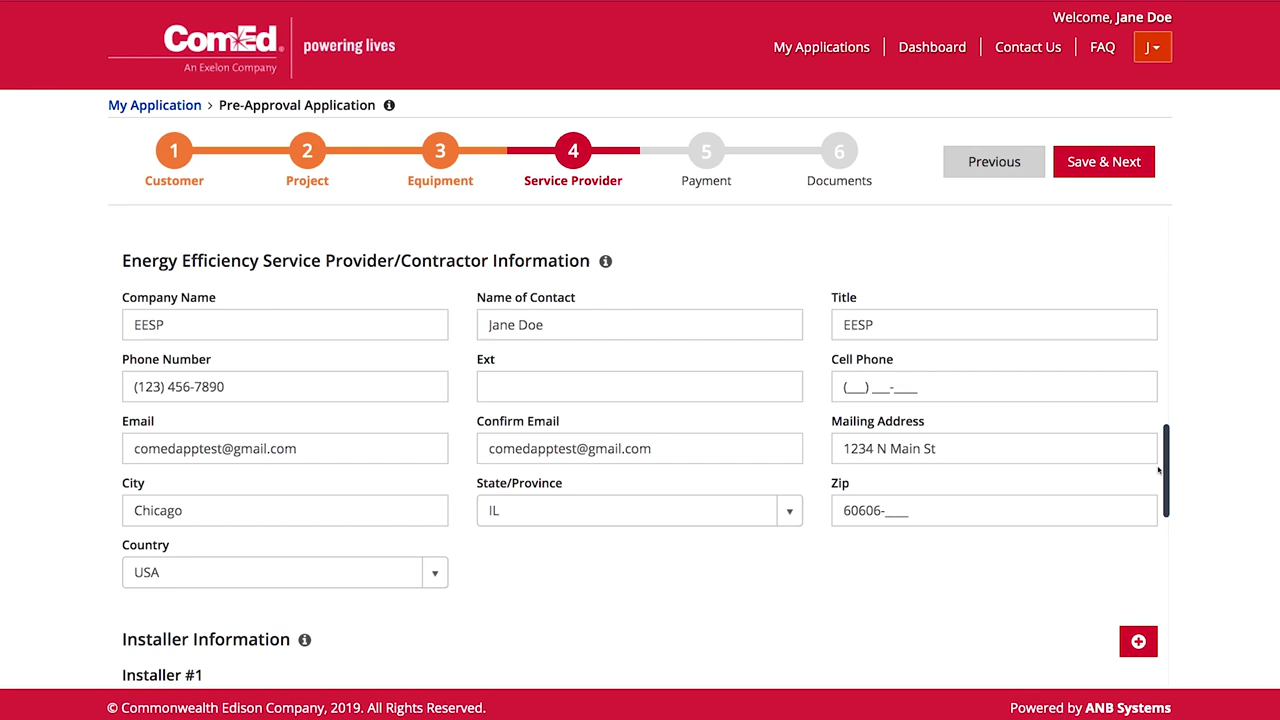 Welcome, Jane Doe
ComEd® powering lives
An Exelon Company
My Applications Dashboard Contact Us FAQ J
My Application > Pre-Approval Application
1 2 3 4 5 6
Customer Project Equipment Service Provider Payment Documents
Previous Save & Next
Energy Efficiency Service Provider/Contractor Information
Company Name Name of Contact Title
EESP Jane Doe EESP
Phone Number Ext Cell Phone
(123) 456-7890 (___) ___-____
Email Confirm Email Mailing Address
comedapptest@gmail.com comedapptest@gmail.com 1234 N Main St
City State/Province Zip
Chicago IL 60606-____
Country
USA
Installer Information
Installer #1
© Commonwealth Edison Company, 2019. All Rights Reserved. Powered by ANB Systems